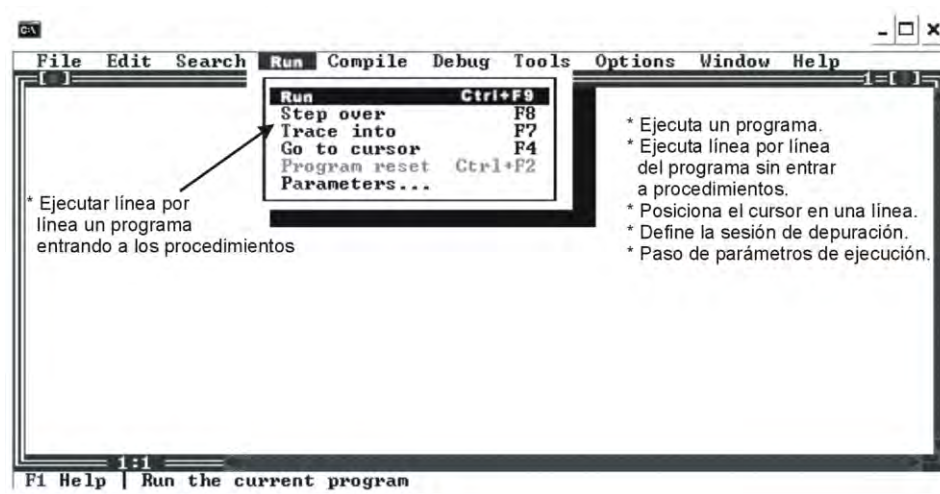 C:\
File Edit Search Run Compile Debug Tools Options Window Help
1
Run Ctrl+F9
Step over F8
Trace into F7
Go to cursor F4
Program reset Ctrl+F2
Parameters...
* Ejecutar línea por
línea un programa
entrando a los procedimientos
* Ejecuta un programa.
* Ejecuta línea por línea
del programa sin entrar
a procedimientos.
* Posiciona el cursor en una línea.
* Define la sesión de depuración.
* Paso de parámetros de ejecución.
1:1
F1 Help | Run the current program